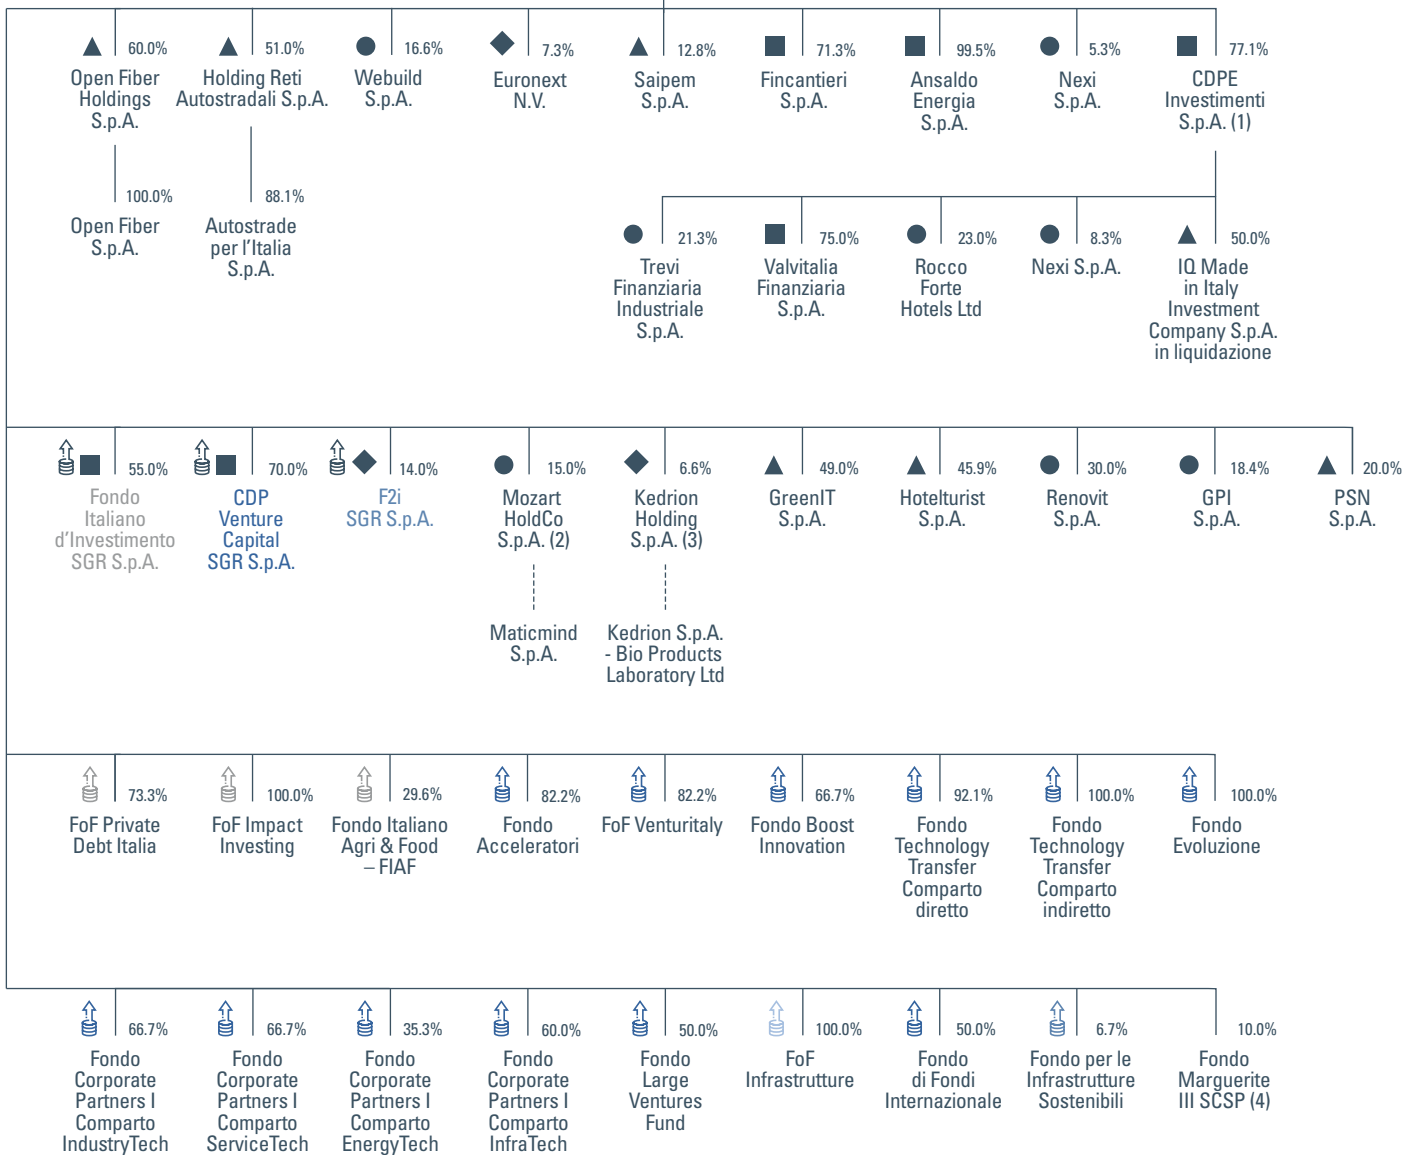 60.0%
Open Fiber
Holdings
S.p.A.
51.0%
Holding Reti
Autostradali S.p.A.
16.6%
Webuild
S.p.A.
7.3%
Euronext
N.V.
12.8%
Saipem
S.p.A.
71.3%
Fincantieri
S.p.A.
99.5%
Ansaldo
Energia
S.p.A.
5.3%
Nexi
S.p.A.
77.1%
CDPE
Investimenti
S.p.A. (1)
100.0%
Open Fiber
S.p.A.
88.1%
Autostrade
per l'Italia
S.p.A.
21.3%
Trevi
Finanziaria
Industriale
S.p.A.
75.0%
Valvitalia
Finanziaria
S.p.A.
23.0%
Rocco
Forte
Hotels Ltd
8.3%
Nexi S.p.A.
50.0%
IQ Made
in Italy
Investment
Company S.p.A.
in liquidazione
55.0%
Fondo
Italiano
d'Investimento
SGR S.p.A.
70.0%
CDP
Venture
Capital
SGR S.p.A.
14.0%
F2i
SGR S.p.A.
15.0%
Mozart
HoldCo
S.p.A. (2)
6.6%
Kedrion
Holding
S.p.A. (3)
49.0%
GreenIT
S.p.A.
45.9%
Hotelturist
S.p.A.
30.0%
Renovit
S.p.A.
18.4%
GPI
S.p.A.
20.0%
PSN
S.p.A.
Maticmind
S.p.A.
Kedrion S.p.A.
- Bio Products
Laboratory Ltd
73.3%
FoF Private
Debt Italia
100.0%
FoF Impact
Investing
29.6%
Fondo Italiano
Agri & Food
– FIAF
82.2%
Fondo
Acceleratori
82.2%
FoF Venturitaly
66.7%
Fondo Boost
Innovation
92.1%
Fondo
Technology
Transfer
Comparto
diretto
100.0%
Fondo
Technology
Transfer
Comparto
indiretto
100.0%
Fondo
Evoluzione
66.7%
Fondo
Corporate
Partners I
Comparto
IndustryTech
66.7%
Fondo
Corporate
Partners I
Comparto
ServiceTech
35.3%
Fondo
Corporate
Partners I
Comparto
EnergyTech
60.0%
Fondo
Corporate
Partners I
Comparto
InfraTech
50.0%
Fondo
Large
Ventures
Fund
100.0%
FoF
Infrastrutture
50.0%
Fondo
di Fondi
Internazionale
6.7%
Fondo per le
Infrastrutture
Sostenibili
10.0%
Fondo
Marguerite
III SCSP (4)